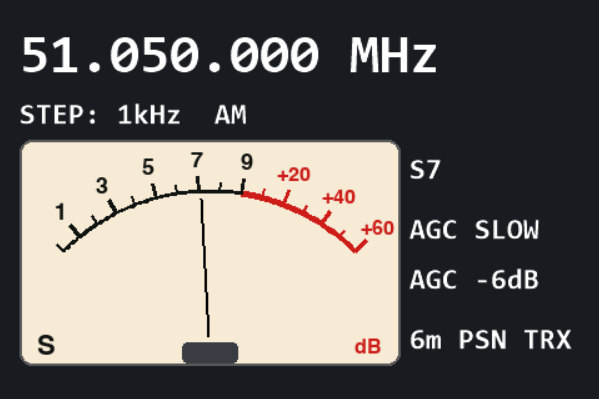 51.050.000 MHz
STEP: 1kHz AM
1 3 5 7 9 +20 +40 +60
S dB
S7
AGC SLOW
AGC -6dB
6m PSN TRX